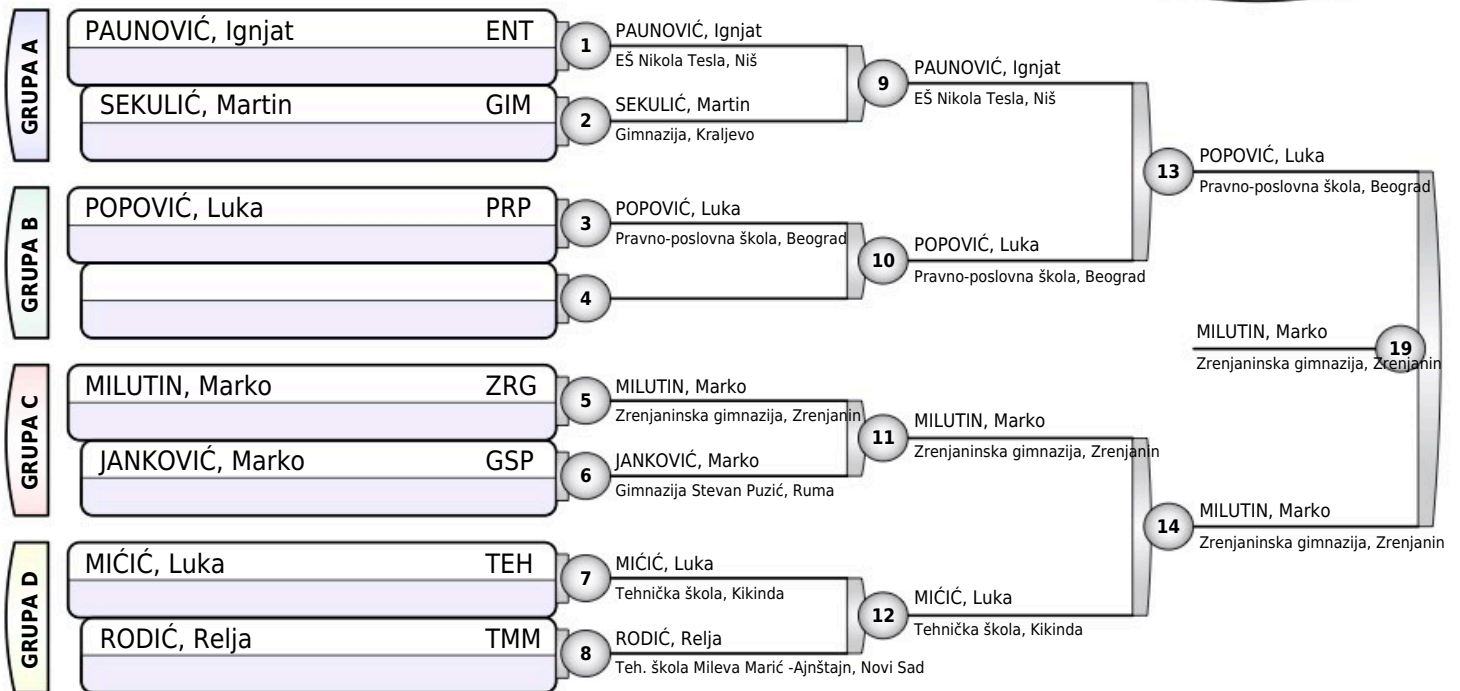 GRUPA A
PAUNOVIĆ, Ignjat ENT
SEKULIĆ, Martin GIM
1
PAUNOVIĆ, Ignjat
EŠ Nikola Tesla, Niš
2
SEKULIĆ, Martin
Gimnazija, Kraljevo
9
PAUNOVIĆ, Ignjat
EŠ Nikola Tesla, Niš
GRUPA B
POPOVIĆ, Luka PRP
3
POPOVIĆ, Luka
Pravno-poslovna škola, Beograd
4
10
POPOVIĆ, Luka
Pravno-poslovna škola, Beograd
13
POPOVIĆ, Luka
Pravno-poslovna škola, Beograd
GRUPA C
MILUTIN, Marko ZRG
JANKOVIĆ, Marko GSP
5
MILUTIN, Marko
Zrenjaninska gimnazija, Zrenjanin
6
JANKOVIĆ, Marko
Gimnazija Stevan Puzić, Ruma
11
MILUTIN, Marko
Zrenjaninska gimnazija, Zrenjanin
GRUPA D
MIĆIĆ, Luka TEH
RODIĆ, Relja TMM
7
MIĆIĆ, Luka
Tehnička škola, Kikinda
8
RODIĆ, Relja
Teh. škola Mileva Marić -Ajnštajn, Novi Sad
12
MIĆIĆ, Luka
Tehnička škola, Kikinda
14
MILUTIN, Marko
Zrenjaninska gimnazija, Zrenjanin
MILUTIN, Marko
Zrenjaninska gimnazija, Zrenjanin
19